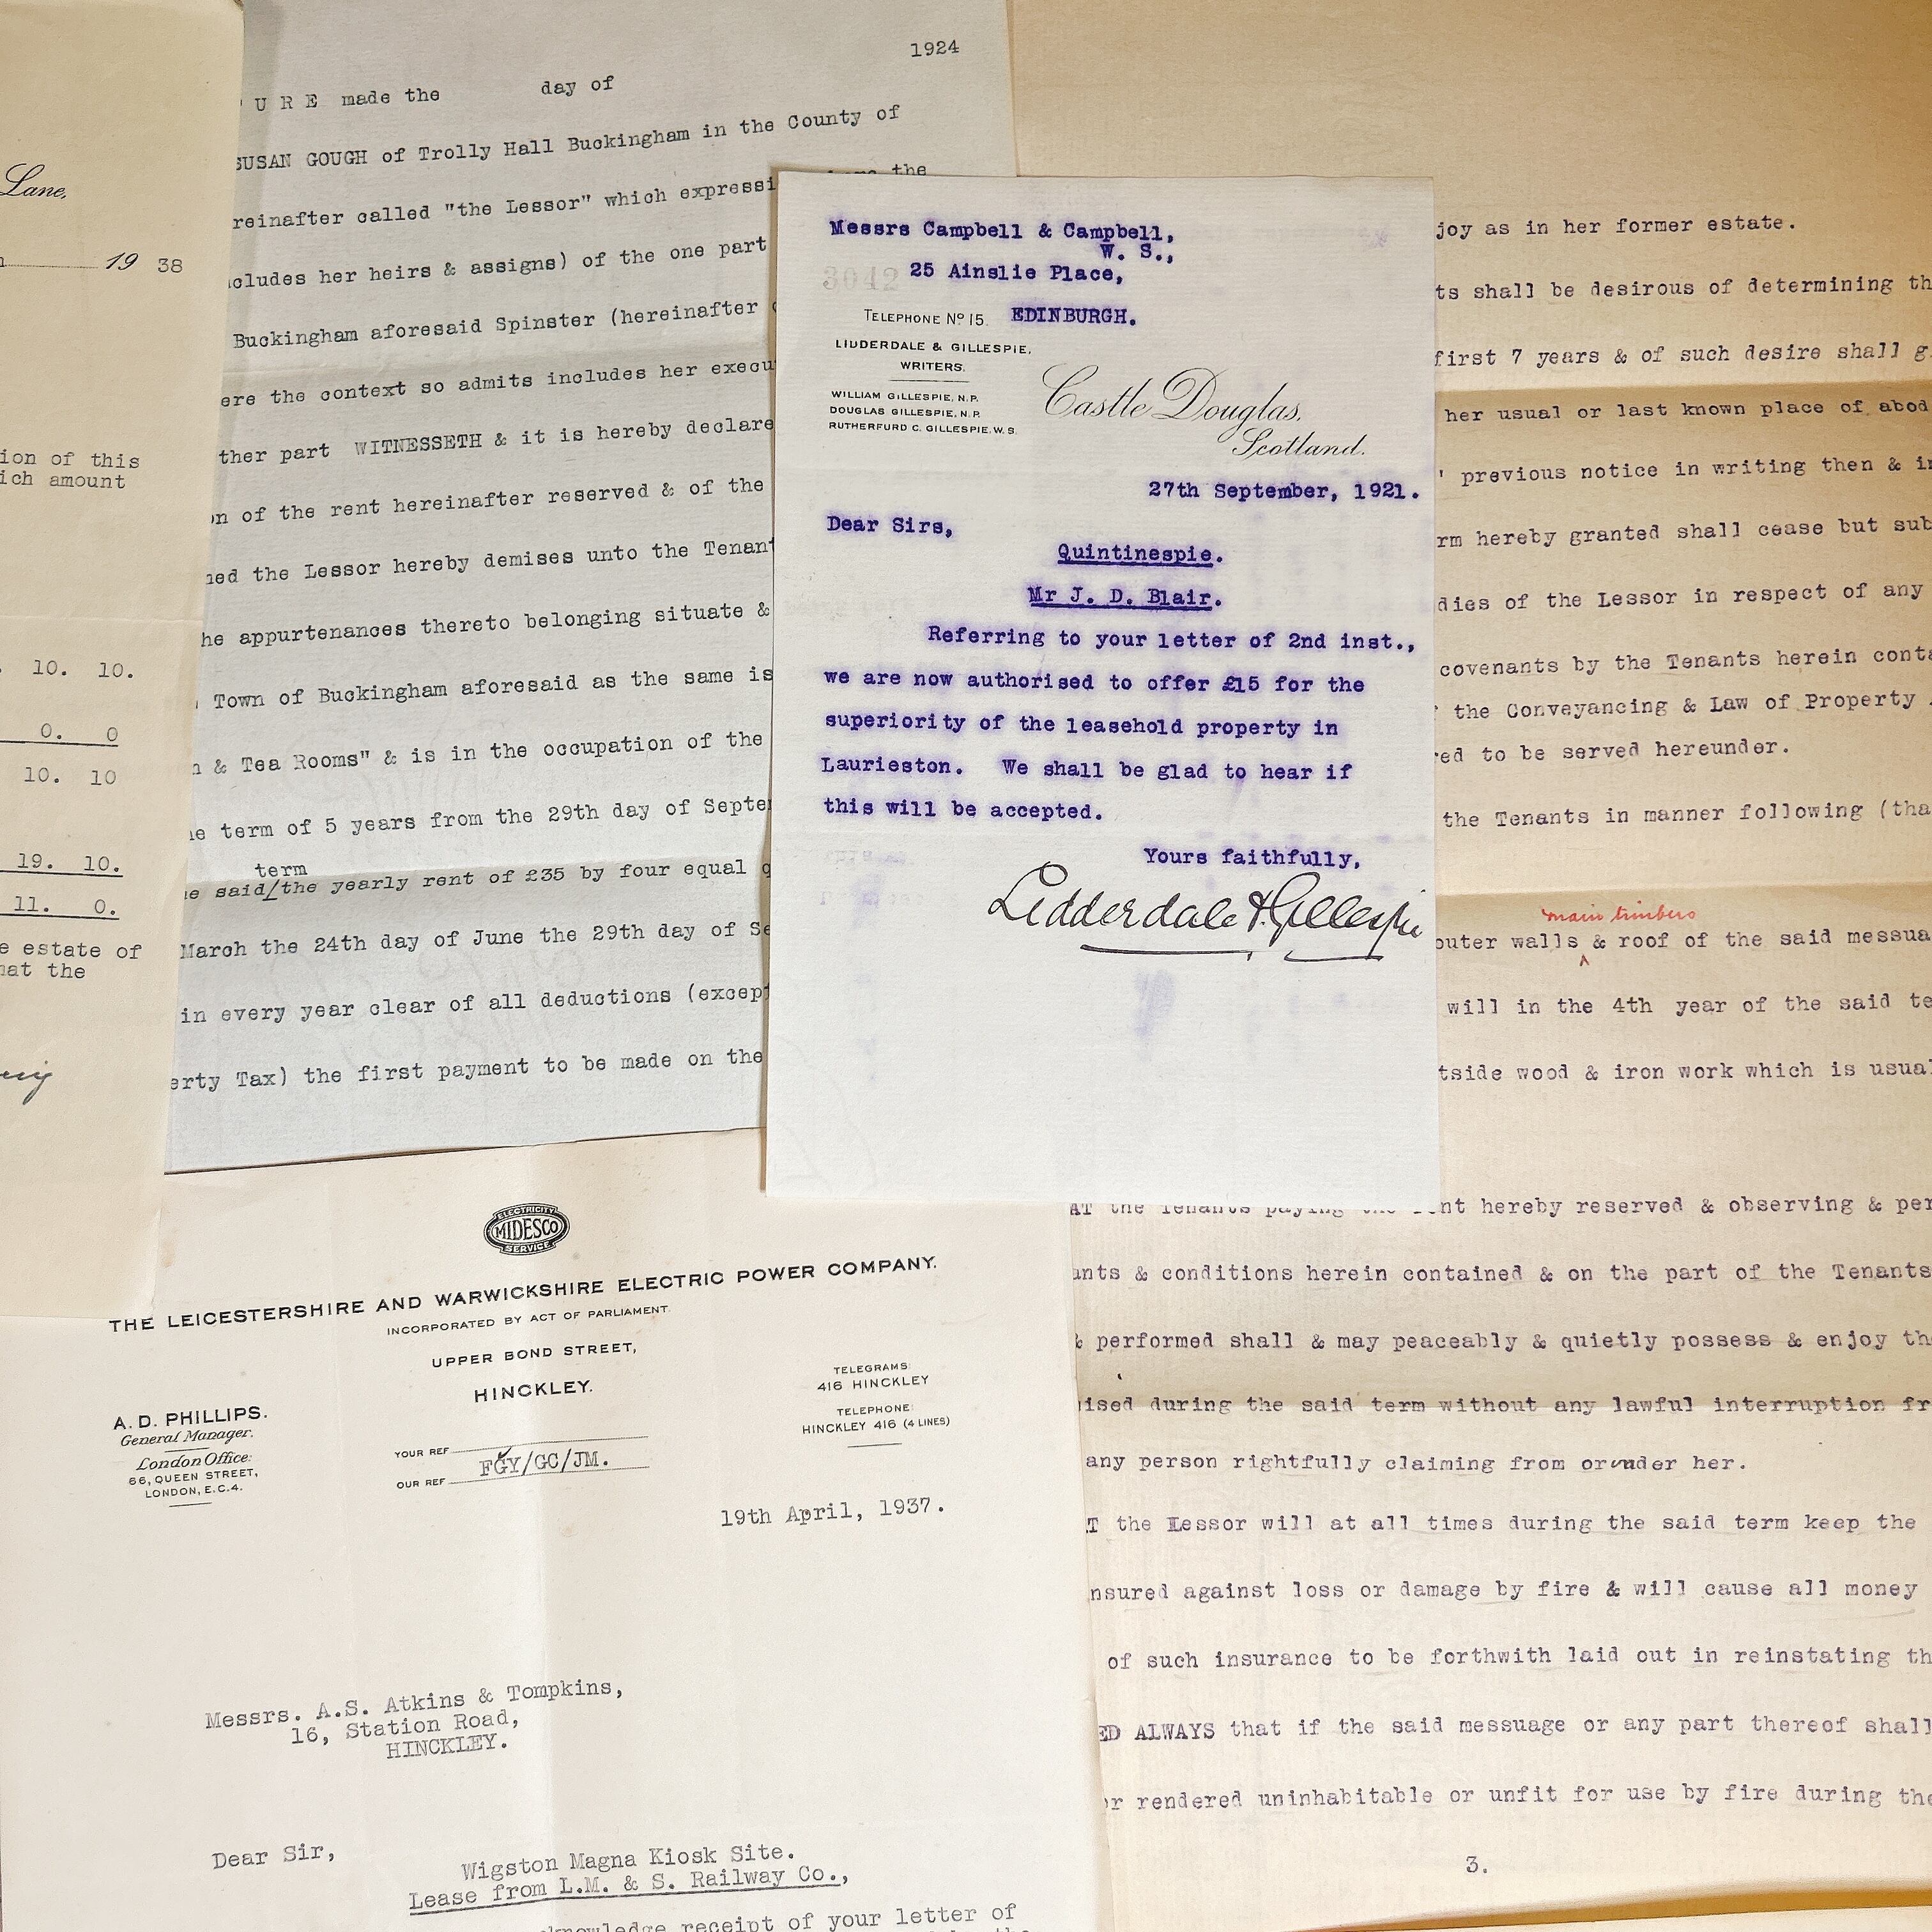 Lane,
19 38
ion of this
ich amount
10. 10.
0. 0
10. 10
19. 10.
11. 0.
e estate of
hat the
1924
URE made the day of
SUSAN GOUGH of Trolly Hall Buckingham in the County of
reinafter called "the Lessor" which expressi the
cludes her heirs & assigns) of the one part
Buckingham aforesaid Spinster (hereinafter
ere the context so admits includes her execu
ther part WITNESSETH & it is hereby declare
on of the rent hereinafter reserved & of the
ned the Lessor hereby demises unto the Tenant
he appurtenances thereto belonging situate &
Town of Buckingham aforesaid as the same is
n & Tea Rooms" & is in the occupation of the
e term of 5 years from the 29th day of Septe
term
e said/the yearly rent of £35 by four equal q
March the 24th day of June the 29th day of Se
in every year clear of all deductions (except
erty Tax) the first payment to be made on the
Messrs Campbell & Campbell,
W. S.,
3042 25 Ainslie Place,
TELEPHONE No 15. EDINBURGH.
LIDDERDALE & GILLESPIE,
WRITERS.
WILLIAM GILLESPIE, N.P.
DOUGLAS GILLESPIE, N.P.
RUTHERFURD C. GILLESPIE, W.S.
Castle Douglas,
Scotland.
27th September, 1921.
Dear Sirs,
Quintinespie.
Mr J. D. Blair.
Referring to your letter of 2nd inst.,
we are now authorised to offer £15 for the
superiority of the leasehold property in
Laurieston. We shall be glad to hear if
this will be accepted.
Yours faithfully,
Lidderdale & Gillespie
joy as in her former estate.
ts shall be desirous of determining th
first 7 years & of such desire shall g
her usual or last known place of abod
' previous notice in writing then & in
rm hereby granted shall cease but sub
dies of the Lessor in respect of any
covenants by the Tenants herein conta
the Conveyancing & Law of Property
red to be served hereunder.
the Tenants in manner following (tha
main timbers
outer walls & roof of the said messua
will in the 4th year of the said te
tside wood & iron work which is usual
AT the Tenants paying the rent hereby reserved & observing & per
ants & conditions herein contained & on the part of the Tenants
& performed shall & may peaceably & quietly possess & enjoy th
ised during the said term without any lawful interruption fr
any person rightfully claiming from or under her.
T the Lessor will at all times during the said term keep the
nsured against loss or damage by fire & will cause all money
of such insurance to be forthwith laid out in reinstating th
ED ALWAYS that if the said messuage or any part thereof shall
or rendered uninhabitable or unfit for use by fire during the
3.
ELECTRICITY
MIDESCO
SERVICE
THE LEICESTERSHIRE AND WARWICKSHIRE ELECTRIC POWER COMPANY.
INCORPORATED BY ACT OF PARLIAMENT.
UPPER BOND STREET,
HINCKLEY.
A. D. PHILLIPS.
General Manager.
London Office:
66, QUEEN STREET,
LONDON, E.C.4.
TELEGRAMS:
416 HINCKLEY
TELEPHONE:
HINCKLEY 416 (4 LINES)
YOUR REF
OUR REF FGY/GC/JM.
19th April, 1937.
Messrs. A.S. Atkins & Tompkins,
16, Station Road,
HINCKLEY.
Dear Sir,
Wigston Magna Kiosk Site.
Lease from L.M. & S. Railway Co.,
knowledge receipt of your letter of